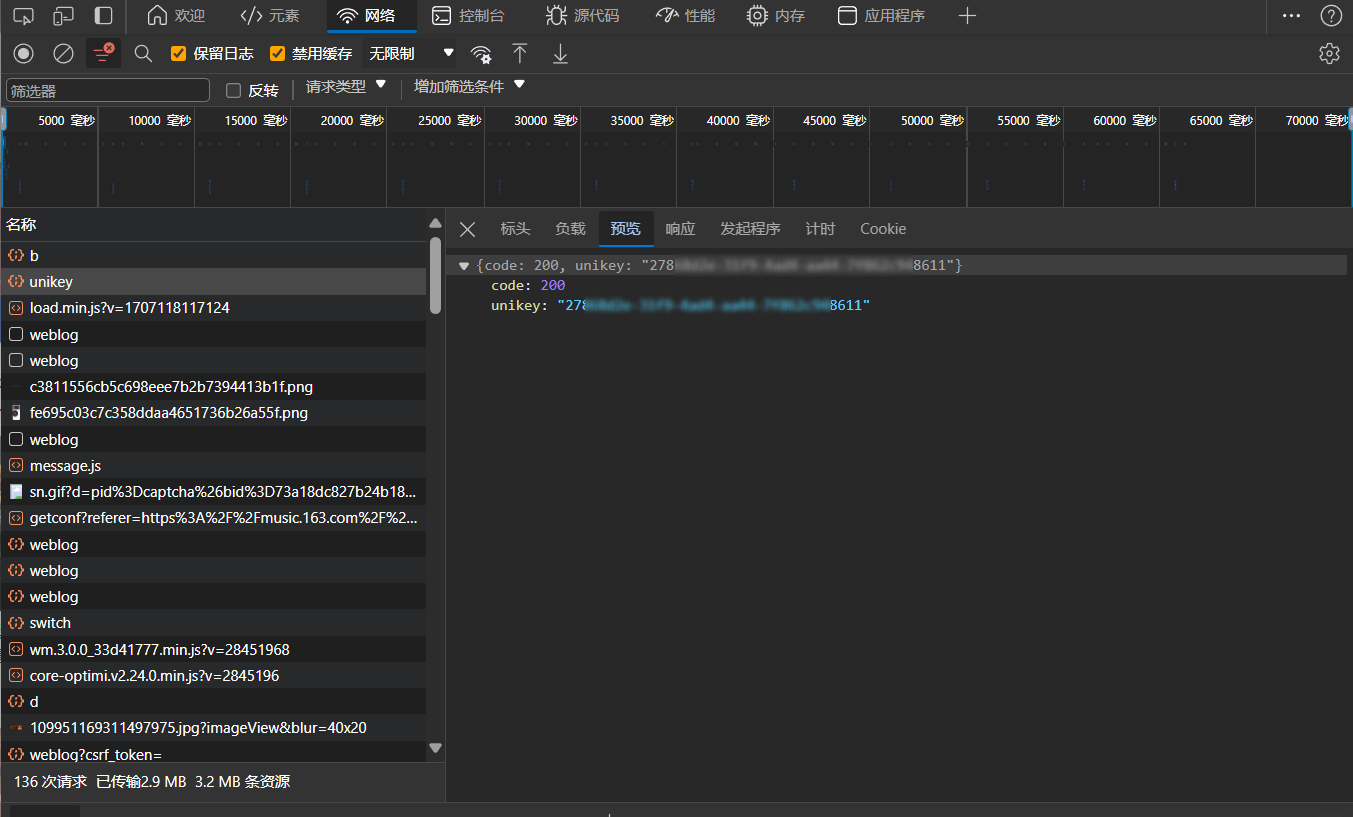 欢迎 元素 网络 控制台 源代码 性能 内存 应用程序
保留日志 禁用缓存 无限制
筛选器 反转 请求类型 增加筛选条件
5000 毫秒 10000 毫秒 15000 毫秒 20000 毫秒 25000 毫秒 30000 毫秒 35000 毫秒 40000 毫秒 45000 毫秒 50000 毫秒 55000 毫秒 60000 毫秒 65000 毫秒 70000 毫秒
名称
b
unikey
load.min.js?v=1707118117124
weblog
weblog
c3811556cb5c698eee7b2b7394413b1f.png
fe695c03c7c358ddaa4651736b26a55f.png
weblog
message.js
sn.gif?d=pid%3Dcaptcha%26bid%3D73a18dc827b24b18...
getconf?referer=https%3A%2F%2Fmusic.163.com%2F%2...
weblog
weblog
weblog
switch
wm.3.0.0_33d41777.min.js?v=28451968
core-optimi.v2.24.0.min.js?v=2845196
d
109951169311497975.jpg?imageView&blur=40x20
weblog?csrf_token=
136 次请求 已传输2.9 MB 3.2 MB 条资源
标头 负载 预览 响应 发起程序 计时 Cookie
{code: 200, unikey: "278611"}
code: 200
unikey: "278611"